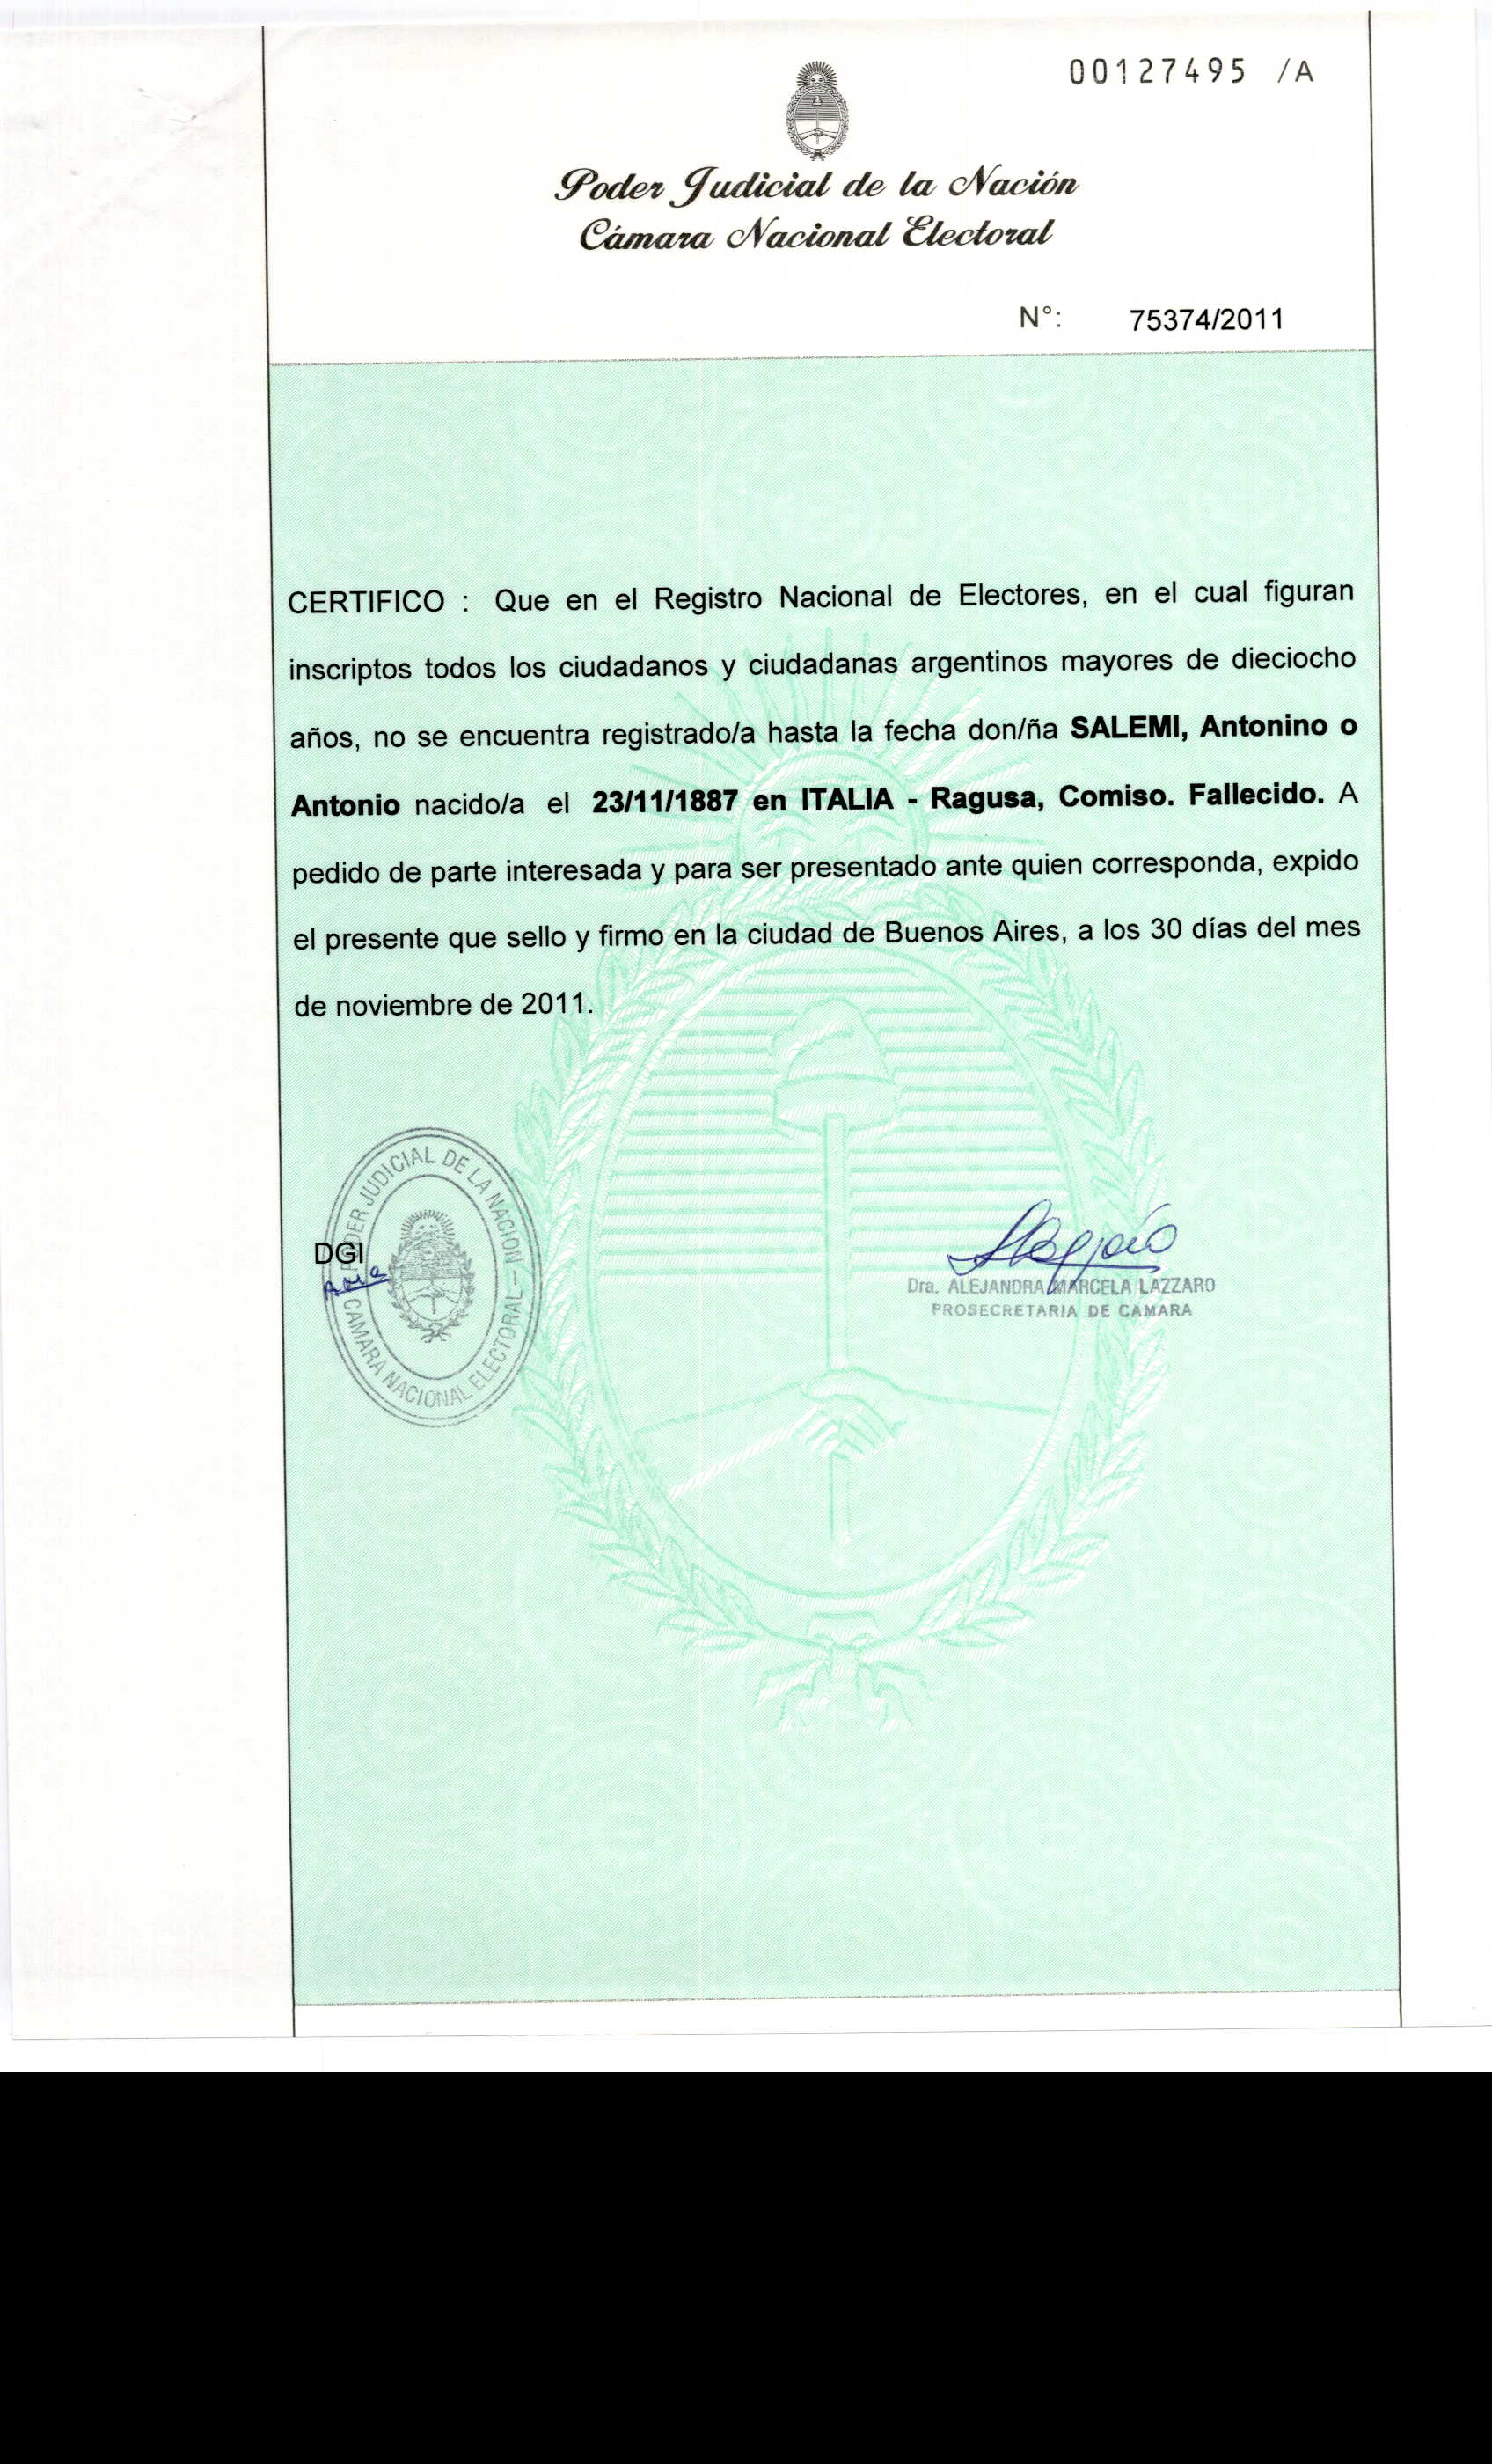 00127495 /A
Poder Judicial de la Nación
Cámara Nacional Electoral
N°: 75374/2011
CERTIFICO : Que en el Registro Nacional de Electores, en el cual figuran
inscriptos todos los ciudadanos y ciudadanas argentinos mayores de dieciocho
años, no se encuentra registrado/a hasta la fecha don/ña SALEMI, Antonino o
Antonio nacido/a el 23/11/1887 en ITALIA - Ragusa, Comiso. Fallecido. A
pedido de parte interesada y para ser presentado ante quien corresponda, expido
el presente que sello y firmo en la ciudad de Buenos Aires, a los 30 días del mes
de noviembre de 2011.
PODER JUDICIAL DE LA NACION –
CAMARA NACIONAL ELECTORAL
DGI
Dra. ALEJANDRA MARCELA LAZZARO
PROSECRETARIA DE CAMARA